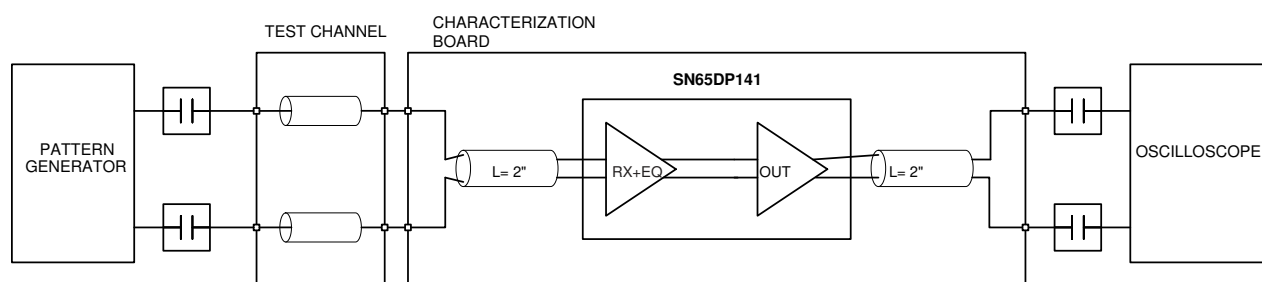 TEST CHANNEL
CHARACTERIZATION
BOARD
SN65DP141
PATTERN
GENERATOR
L= 2"
RX+EQ
OUT
L= 2"
OSCILLOSCOPE